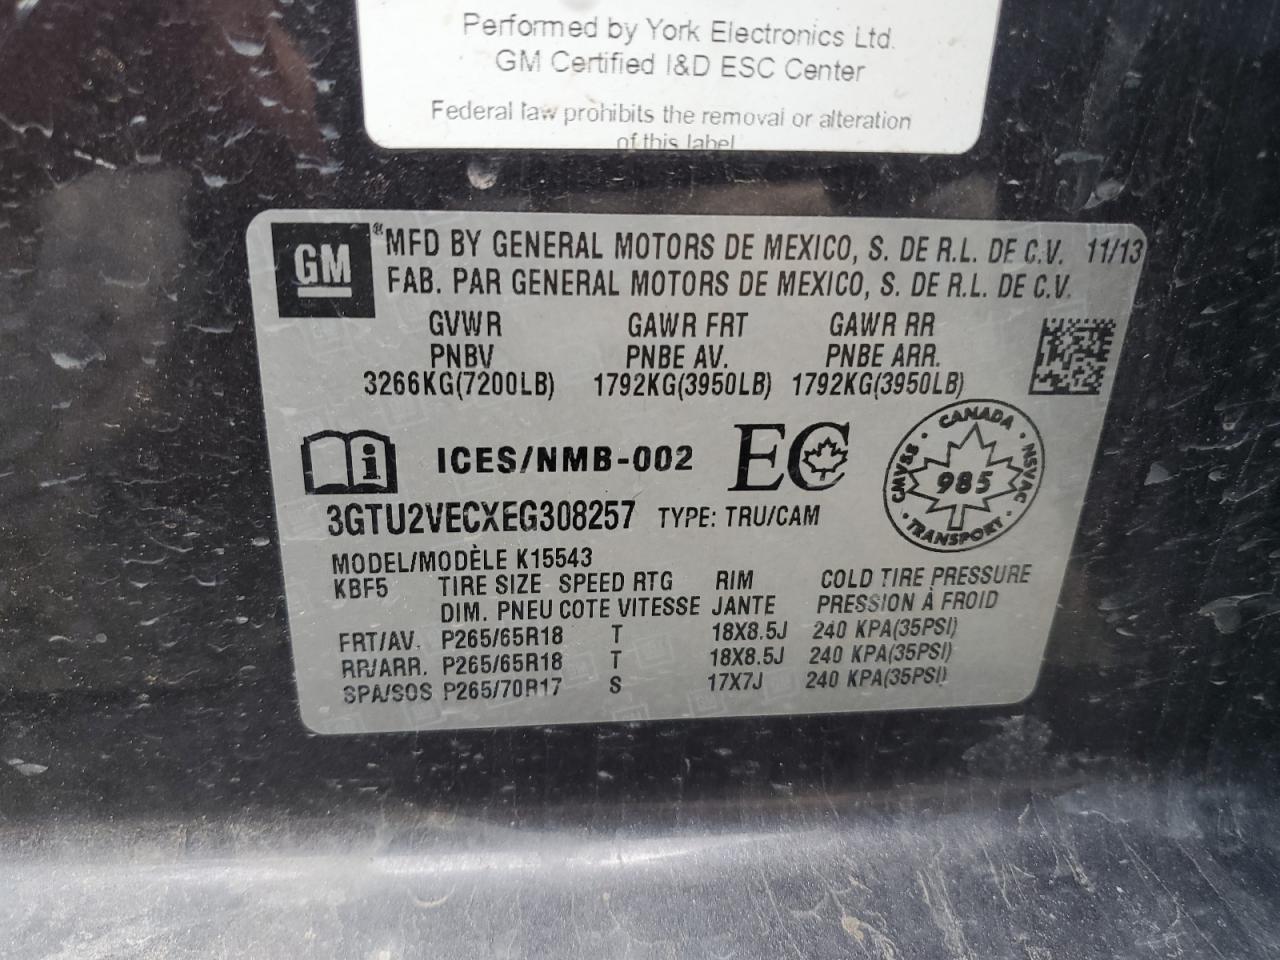 Performed by York Electronics Ltd.
GM Certified I&D ESC Center
Federal law prohibits the removal or alteration
of this label
GM ® MFD BY GENERAL MOTORS DE MEXICO, S. DE R.L. DE C.V. 11/13
FAB. PAR GENERAL MOTORS DE MEXICO, S. DE R.L. DE C.V.
GVWR GAWR FRT GAWR RR
PNBV PNBE AV. PNBE ARR.
3266KG(7200LB) 1792KG(3950LB) 1792KG(3950LB)
i ICES/NMB-002 EC
CANADA
CMVSS · NSVAC
985
TRANSPORT
3GTU2VECXEG308257 TYPE: TRU/CAM
MODEL/MODÈLE K15543
KBF5 TIRE SIZE SPEED RTG RIM COLD TIRE PRESSURE
DIM. PNEU COTE VITESSE JANTE PRESSION À FROID
FRT/AV. P265/65R18 T 18X8.5J 240 KPA(35PSI)
RR/ARR. P265/65R18 T 18X8.5J 240 KPA(35PSI)
SPA/SOS P265/70R17 S 17X7J 240 KPA(35PSI)